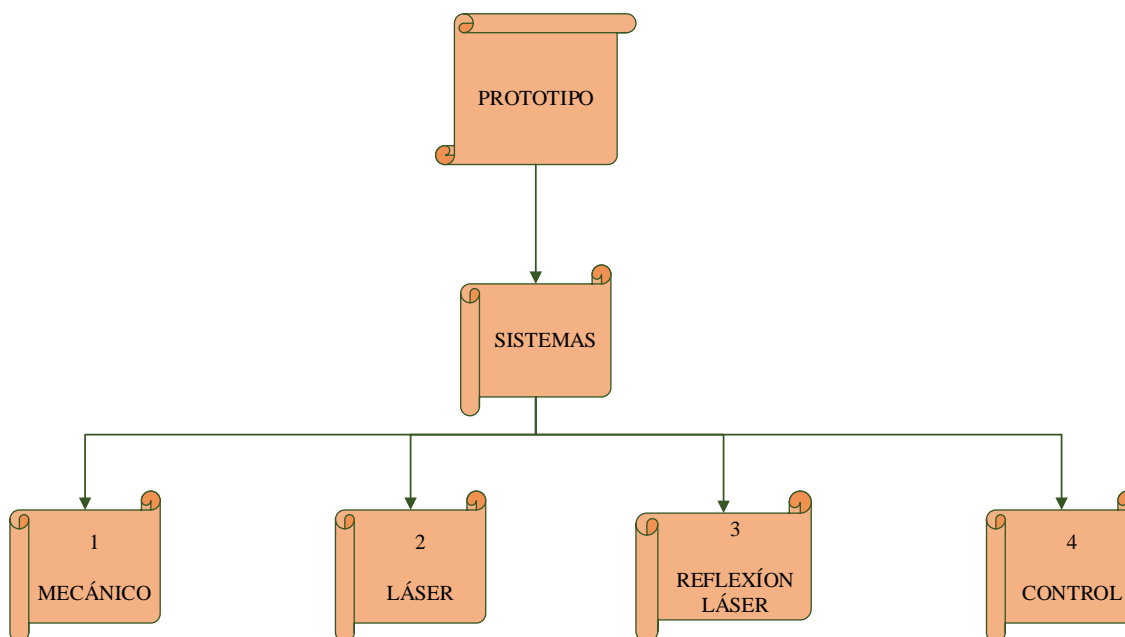 PROTOTIPO
SISTEMAS
1
MECÁNICO
2
LÁSER
3
REFLEXÍON
LÁSER
4
CONTROL